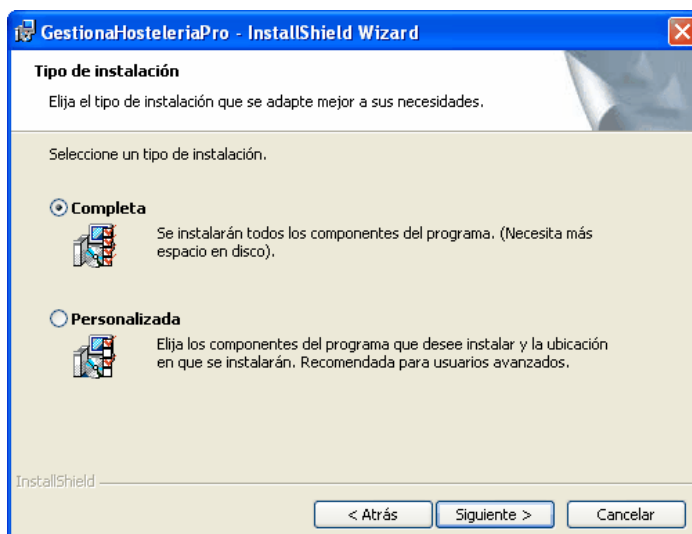 GestionaHosteleriaPro - InstallShield Wizard
Tipo de instalación
Elija el tipo de instalación que se adapte mejor a sus necesidades.
Seleccione un tipo de instalación.
Completa
Se instalarán todos los componentes del programa. (Necesita más
espacio en disco).
Personalizada
Elija los componentes del programa que desee instalar y la ubicación
en que se instalarán. Recomendada para usuarios avanzados.
InstallShield
< Atrás
Siguiente >
Cancelar